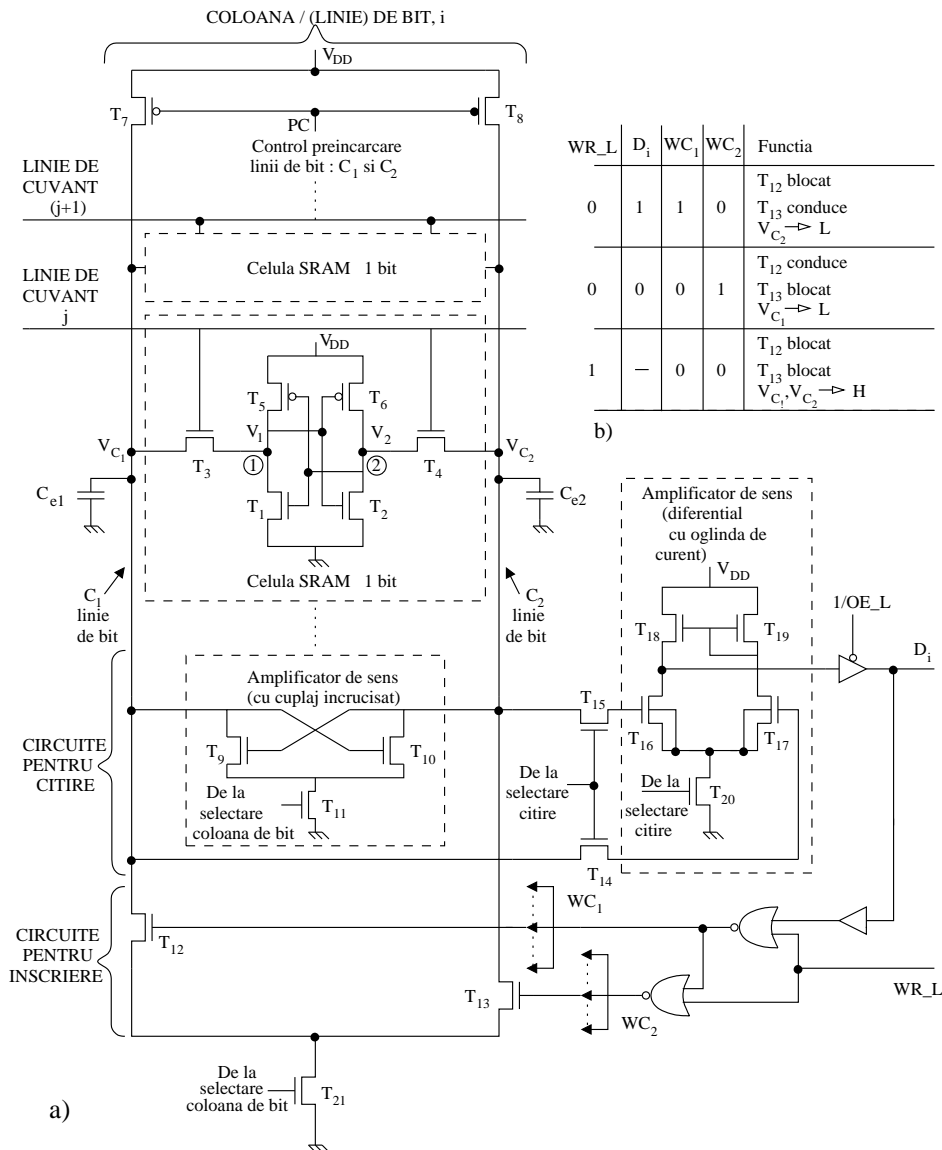 COLOANA / (LINIE) DE BIT, i
V_DD
T_7
T_8
PC
Control preincarcare
linii de bit : C_1 si C_2
LINIE DE
CUVANT
(j+1)
Celula SRAM 1 bit
LINIE DE
CUVANT
j
V_DD
T_5
T_6
V_1
V_2
V_C_1
V_C_2
T_3
1
2
T_4
C_e1
C_e2
T_1
T_2
Celula SRAM 1 bit
C_1
linie
de bit
C_2
linie
de bit
WR_L D_i WC_1 WC_2 Functia
T_12 blocat
0 1 1 0 T_13 conduce
V_C_2 → L
T_12 conduce
0 0 0 1 T_13 blocat
V_C_1 → L
T_12 blocat
1 — 0 0 T_13 blocat
V_C_!, V_C_2 → H
b)
Amplificator de sens
(diferential
cu oglinda de
curent)
V_DD
T_18
T_19
1/OE_L
D_i
T_16
T_17
De la
selectare
citire
T_20
CIRCUITE
PENTRU
CITIRE
Amplificator de sens
(cu cuplaj incrucisat)
T_9
T_10
De la
selectare
coloana de bit
T_11
T_15
De la
selectare
citire
T_14
CIRCUITE
PENTRU
INSCRIERE
T_12
WC_1
T_13
WC_2
WR_L
De la
selectare
coloana de bit
T_21
a)